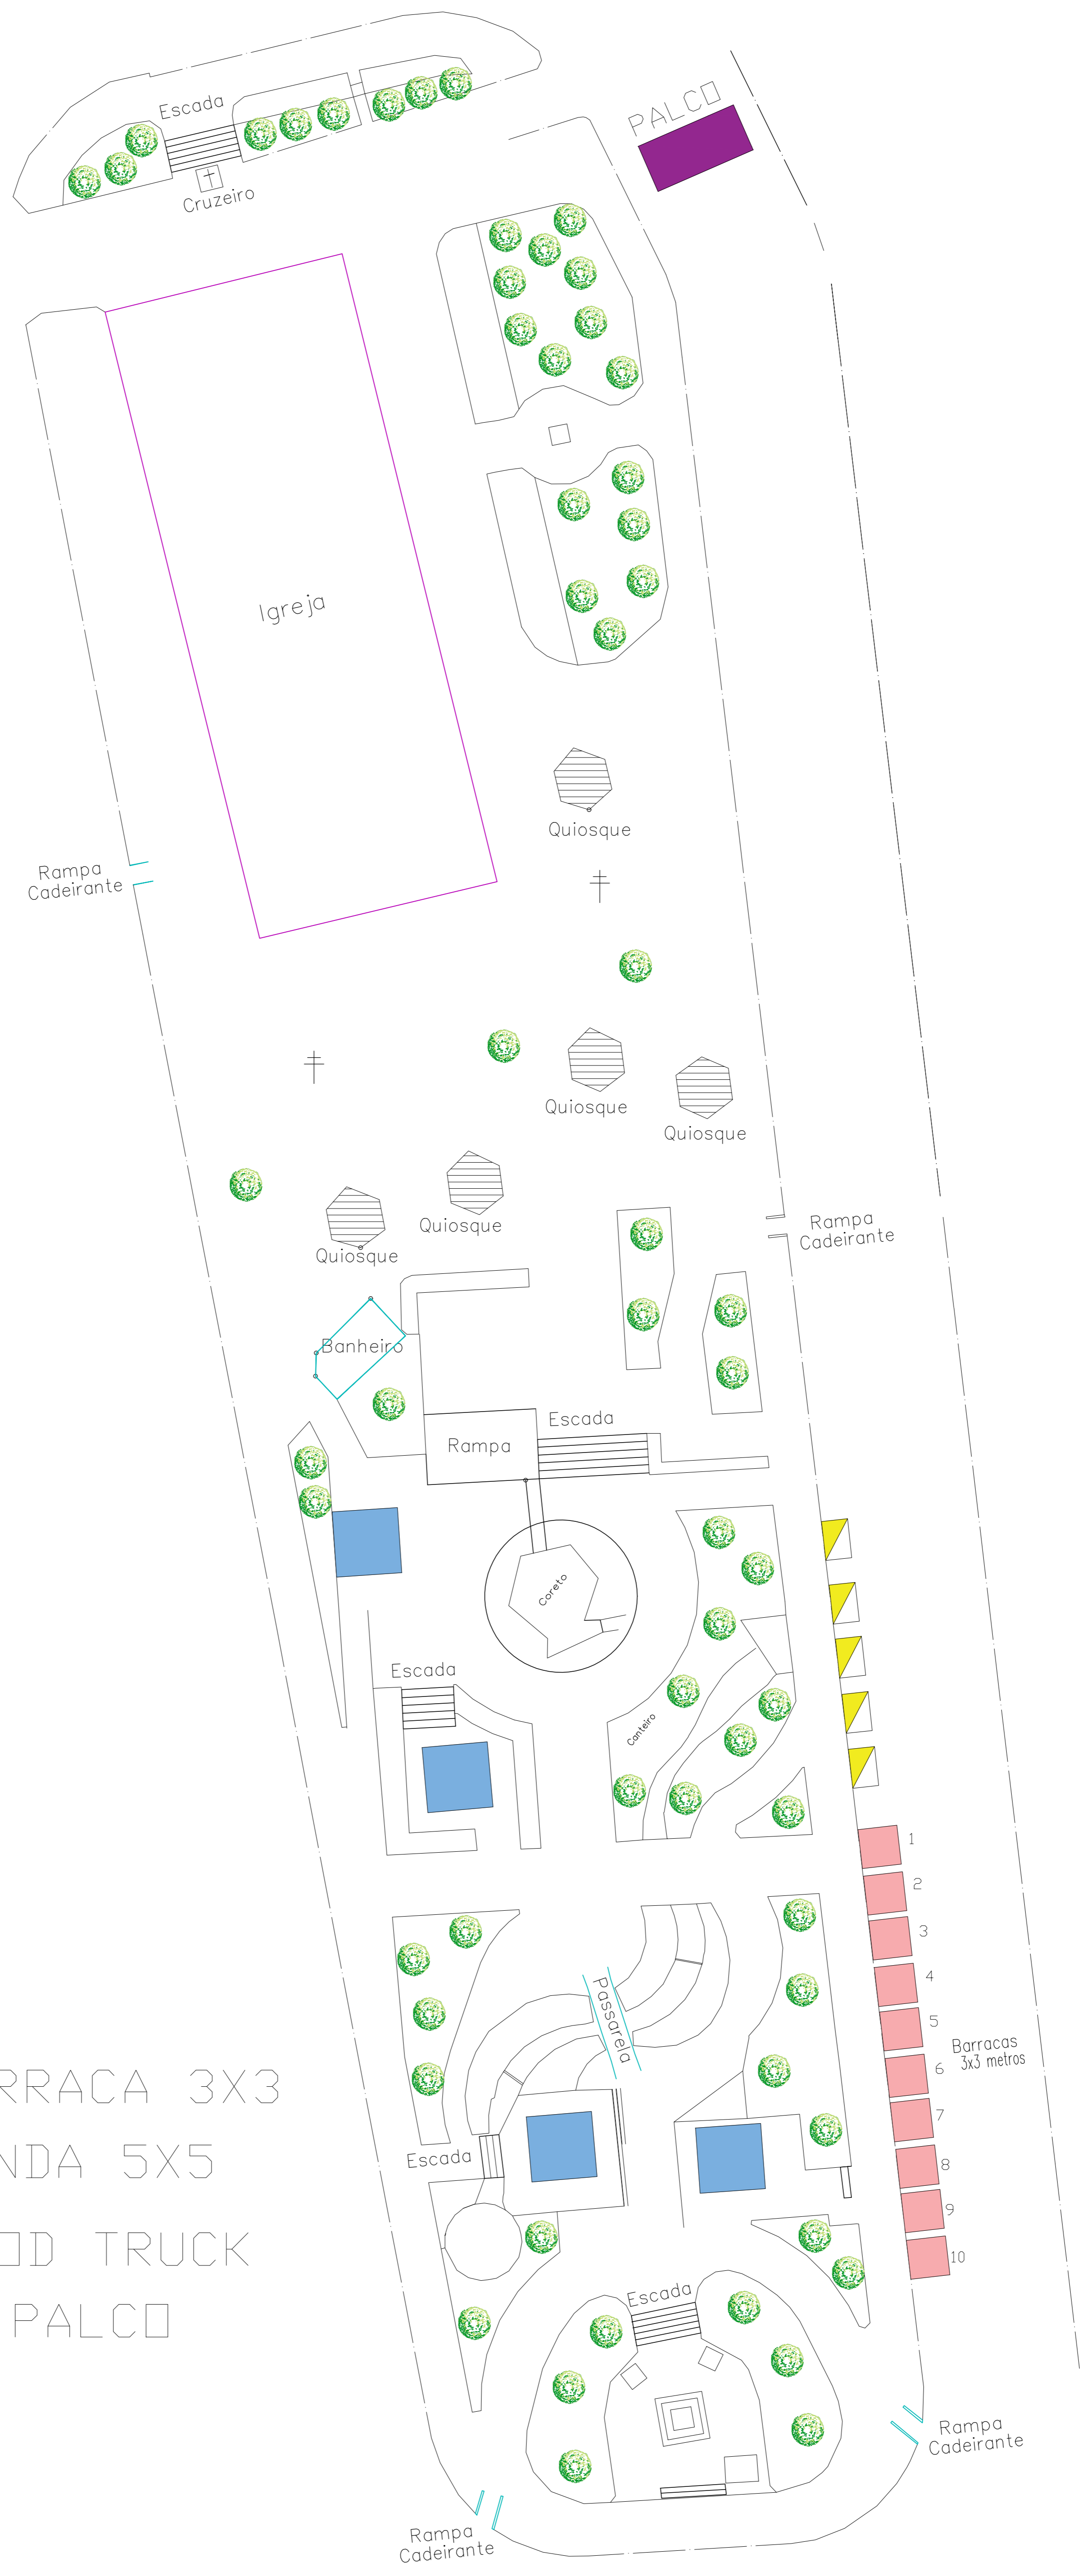 Escada
PALCO
Cruzeiro
Igreja
Quiosque
Rampa
Cadeirante
Quiosque
Quiosque
Quiosque
Quiosque
Rampa
Cadeirante
Banheiro
Escada
Rampa
Coreto
Escada
Canteiro
1
2
3
4
5
6
7
8
9
10
Barracas
3x3 metros
Passarela
RRACA 3X3
NDA 5X5
OD TRUCK
PALCO
Escada
Escada
Rampa
Cadeirante
Rampa
Cadeirante